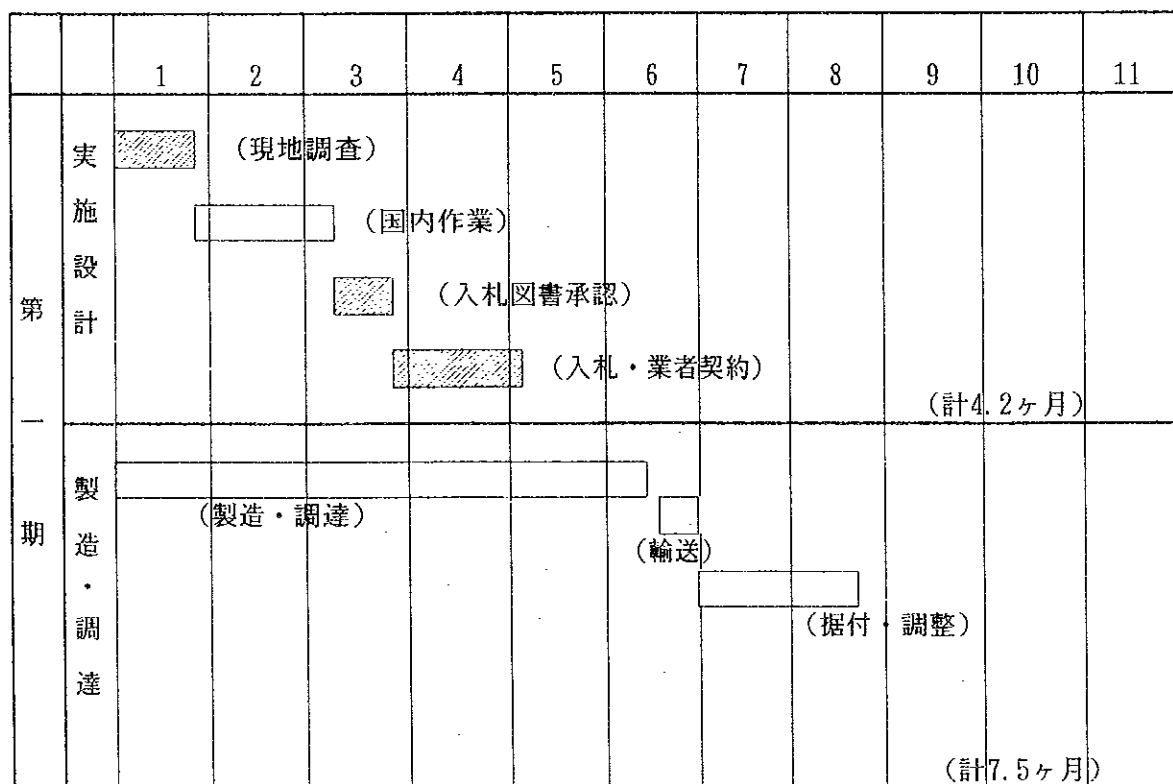 1 2 3 4 5 6 7 8 9 10 11
第一期
実施設計
(現地調査)
(国内作業)
(入札図書承認)
(入札・業者契約)
(計4.2ヶ月)
製造・調達
(製造・調達)
(輸送)
(据付・調整)
(計7.5ヶ月)